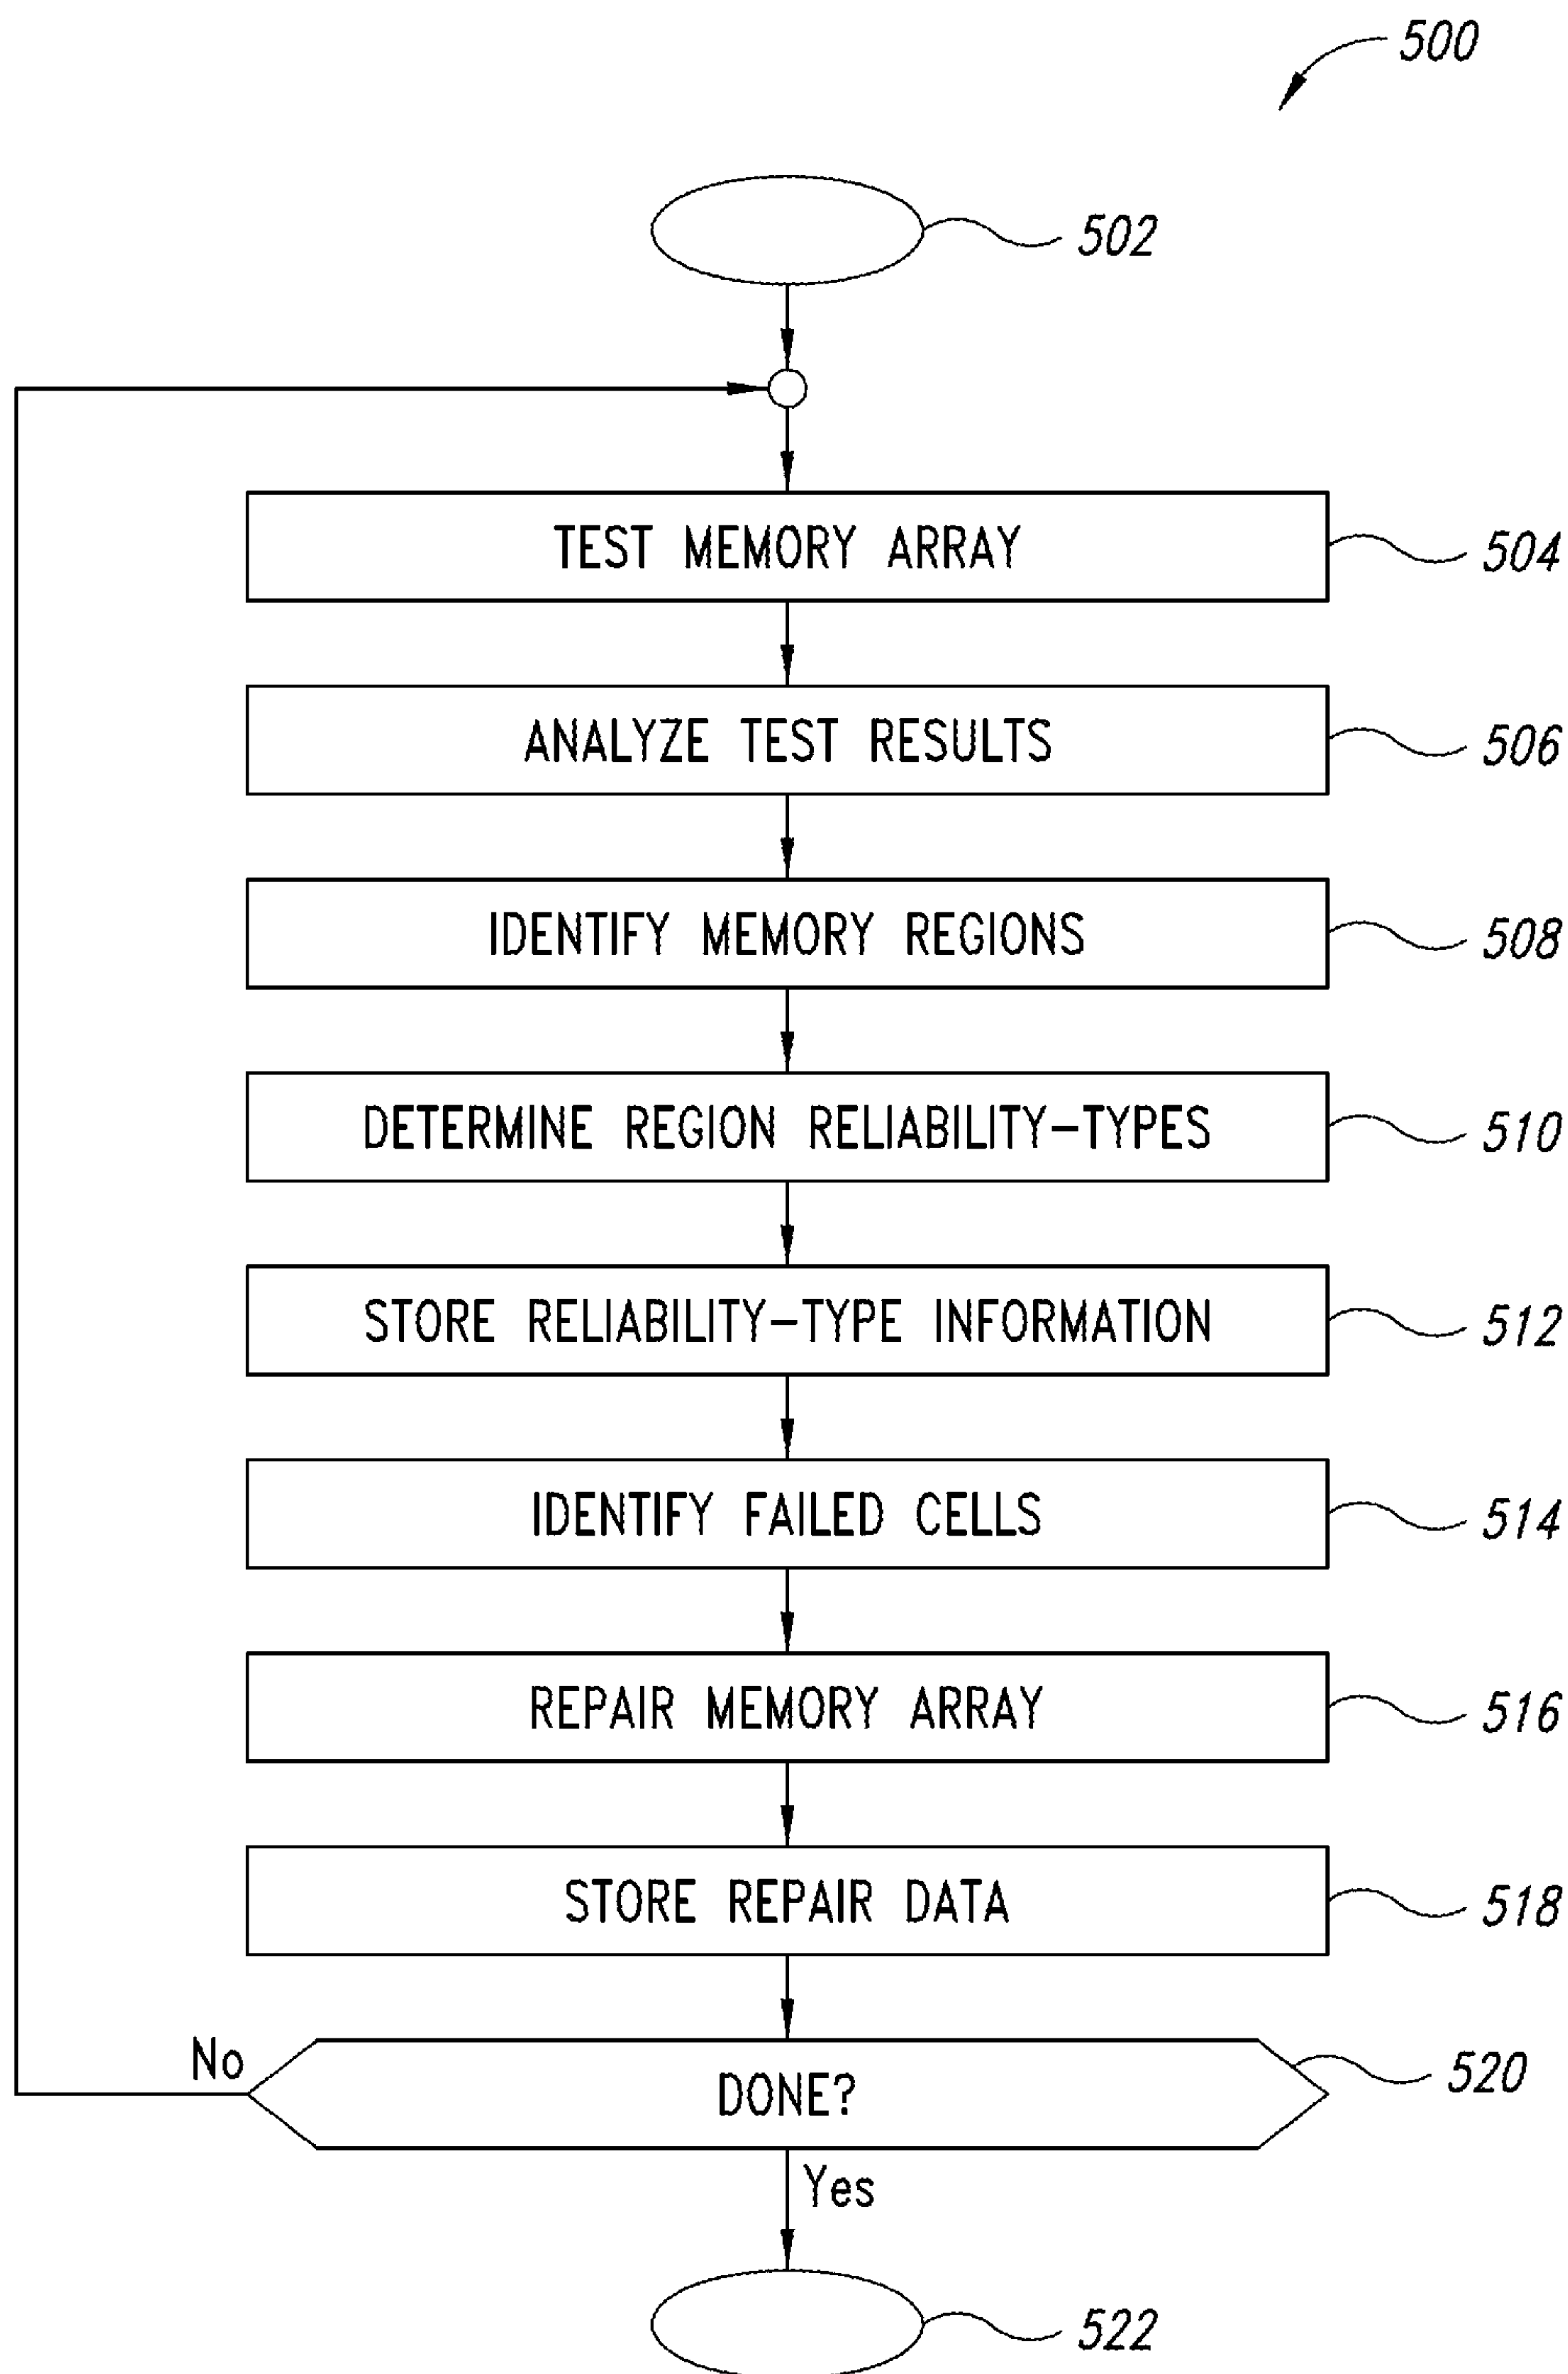 500
502
TEST MEMORY ARRAY
504
ANALYZE TEST RESULTS
506
IDENTIFY MEMORY REGIONS
508
DETERMINE REGION RELIABILITY-TYPES
510
STORE RELIABILITY-TYPE INFORMATION
512
IDENTIFY FAILED CELLS
514
REPAIR MEMORY ARRAY
516
STORE REPAIR DATA
518
No
DONE?
520
Yes
522